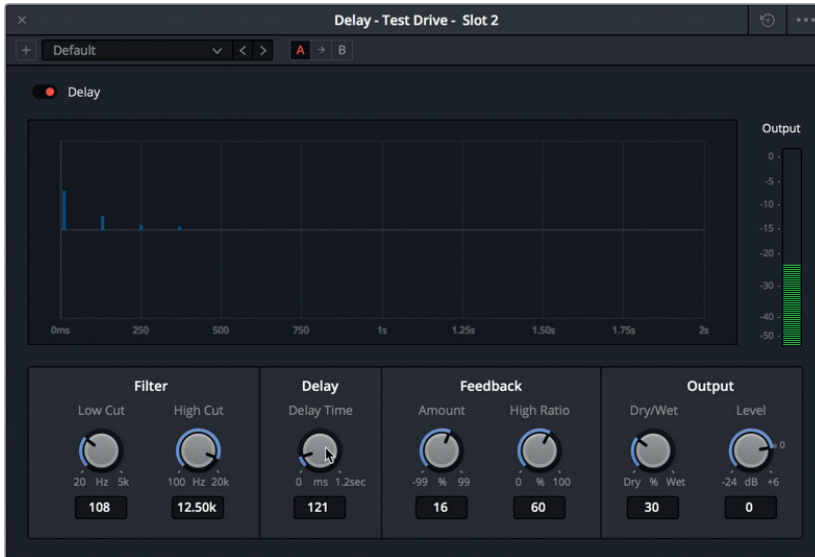 Delay - Test Drive - Slot 2
Default
A B
Delay
Output
0
-5
-10
-15
-20
-30
-40
-50
0ms 250 500 750 1s 1.25s 1.50s 1.75s 2s
Filter Delay Feedback Output
Low Cut High Cut Delay Time Amount High Ratio Dry/Wet Level
0
20 Hz 5k 100 Hz 20k 0 ms 1.2sec -99 % 99 0 % 100 Dry % Wet -24 dB +6
108 12.50k 121 16 60 30 0